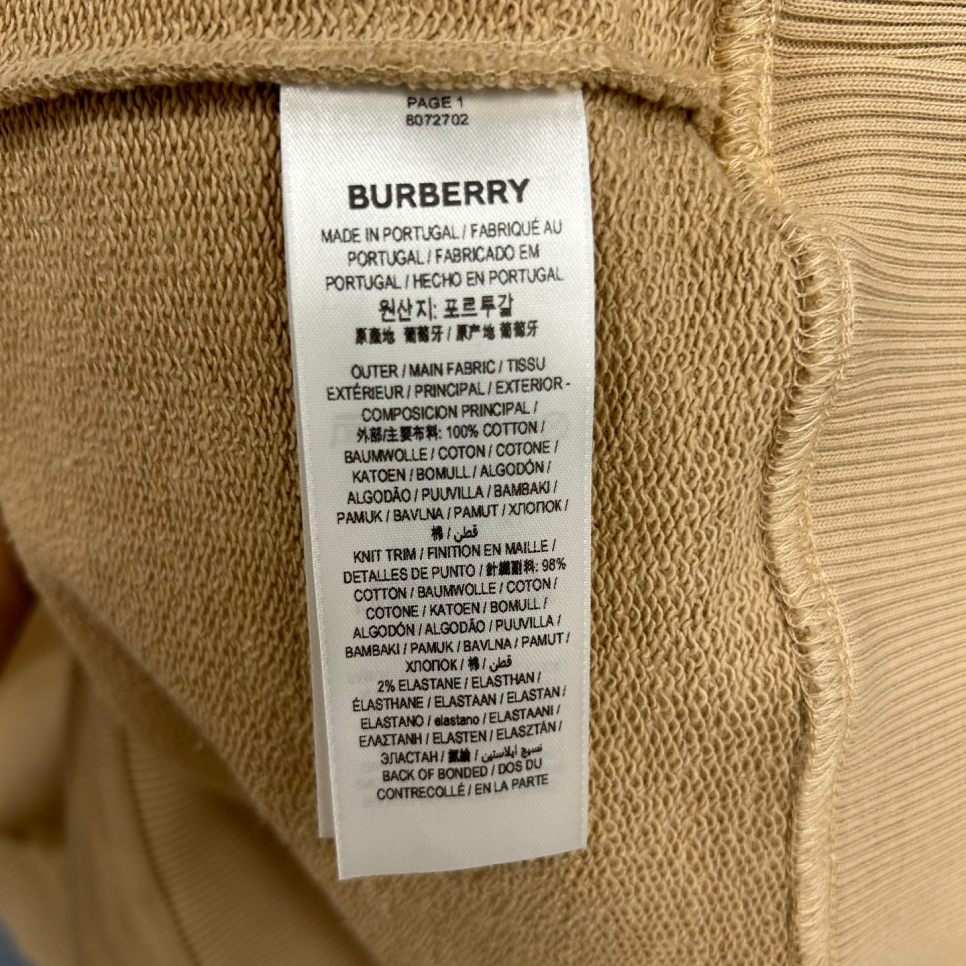 PAGE 1
8072702
BURBERRY
MADE IN PORTUGAL / FABRIQUÉ AU
PORTUGAL / FABRICADO EM
PORTUGAL / HECHO EN PORTUGAL
원산지: 포르투갈
原產地 葡萄牙 / 原产地 葡萄牙
OUTER / MAIN FABRIC / TISSU
EXTÉRIEUR / PRINCIPAL / EXTERIOR -
COMPOSICION PRINCIPAL /
外部/主要布料: 100% COTTON /
BAUMWOLLE / COTON / COTONE /
KATOEN / BOMULL / ALGODÓN /
ALGODÃO / PUUVILLA / BAMBAKI /
PAMUK / BAVLNA / PAMUT / ХЛОПОК /
棉 / قطن
KNIT TRIM / FINITION EN MAILLE /
DETALLES DE PUNTO / 針織副料: 98%
COTTON / BAUMWOLLE / COTON /
COTONE / KATOEN / BOMULL /
ALGODÓN / ALGODÃO / PUUVILLA /
BAMBAKI / PAMUK / BAVLNA / PAMUT /
ХЛОПОК / 棉 / قطن
2% ELASTANE / ELASTHAN /
ÉLASTHANE / ELASTAAN / ELASTAN /
ELASTANO / elastano / ELASTAANI /
ΕΛΑΣΤΑΝΗ / ELASTEN / ELASZTÁN /
ЭЛАСТАН / نسيج ايلاستين /
BACK OF BONDED / DOS DU
CONTRECOLLÉ / EN LA PARTE